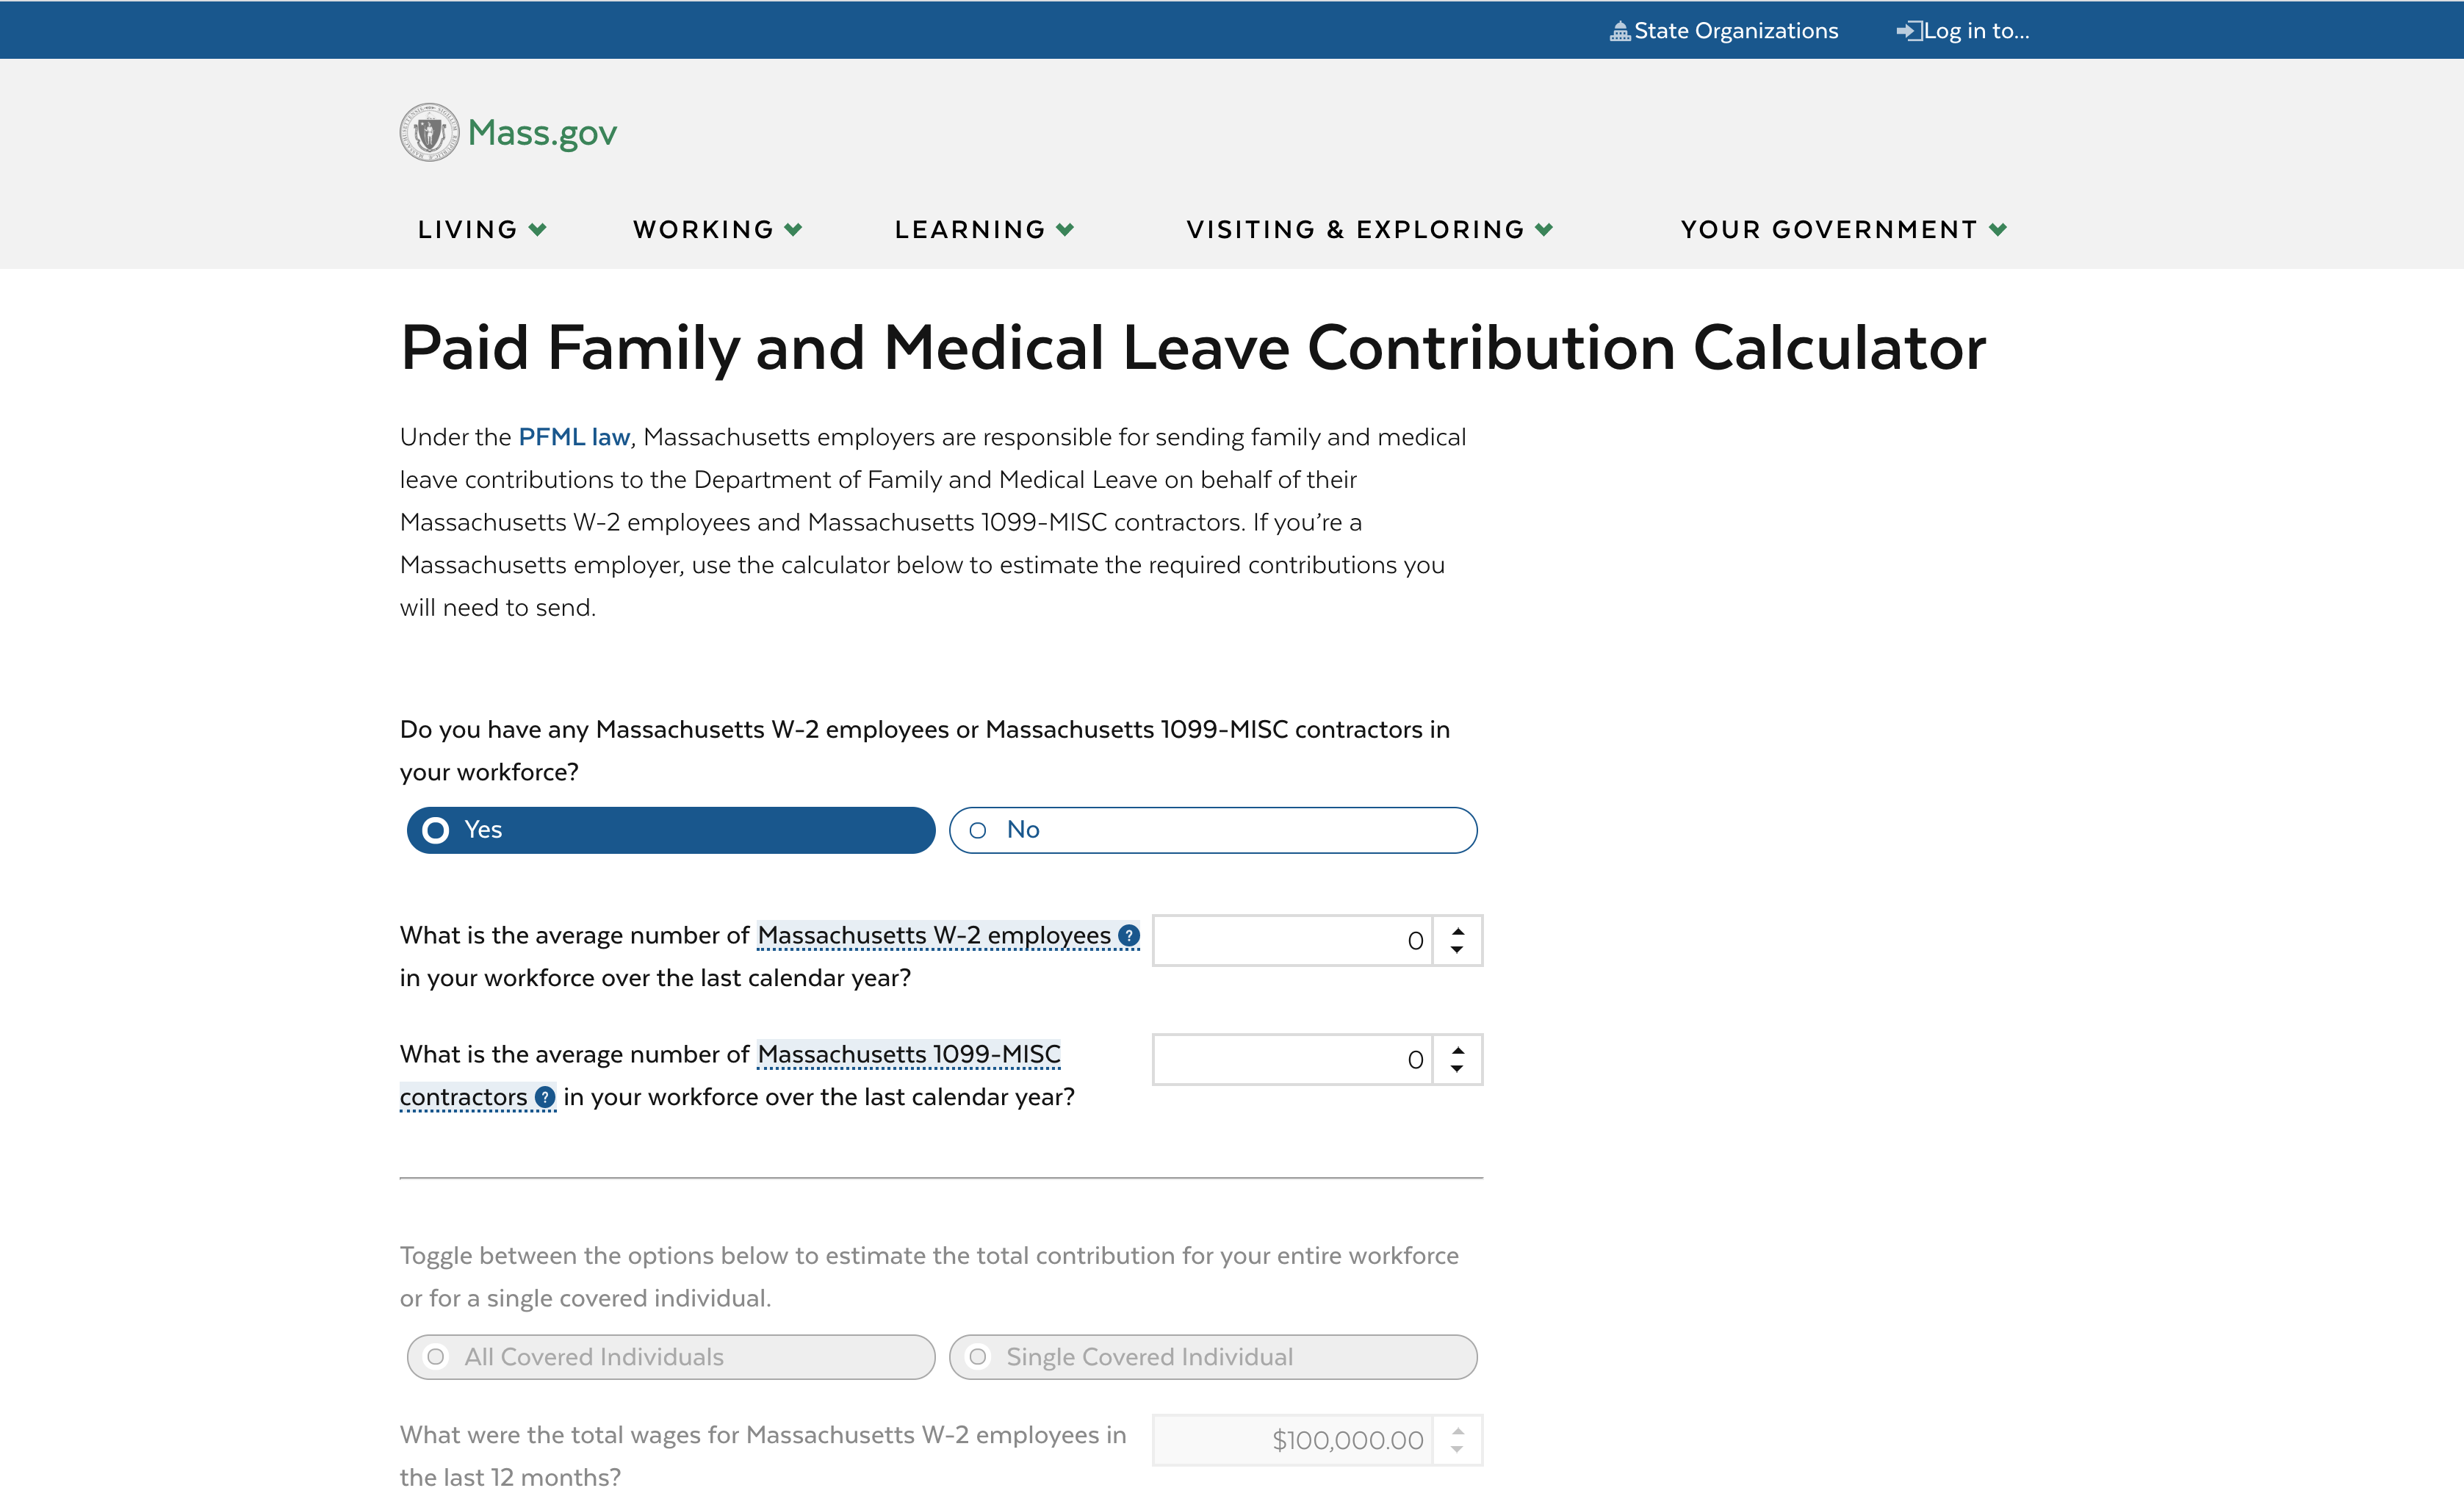 State Organizations
Log in to...
Mass.gov
LIVING
WORKING
LEARNING
VISITING & EXPLORING
YOUR GOVERNMENT
Paid Family and Medical Leave Contribution Calculator
Under the PFML law, Massachusetts employers are responsible for sending family and medical
leave contributions to the Department of Family and Medical Leave on behalf of their
Massachusetts W-2 employees and Massachusetts 1099-MISC contractors. If you’re a
Massachusetts employer, use the calculator below to estimate the required contributions you
will need to send.
Do you have any Massachusetts W-2 employees or Massachusetts 1099-MISC contractors in
your workforce?
Yes
No
What is the average number of Massachusetts W-2 employees ?
in your workforce over the last calendar year?
0
What is the average number of Massachusetts 1099-MISC
contractors ? in your workforce over the last calendar year?
0
Toggle between the options below to estimate the total contribution for your entire workforce
or for a single covered individual.
All Covered Individuals
Single Covered Individual
What were the total wages for Massachusetts W-2 employees in
the last 12 months?
$100,000.00